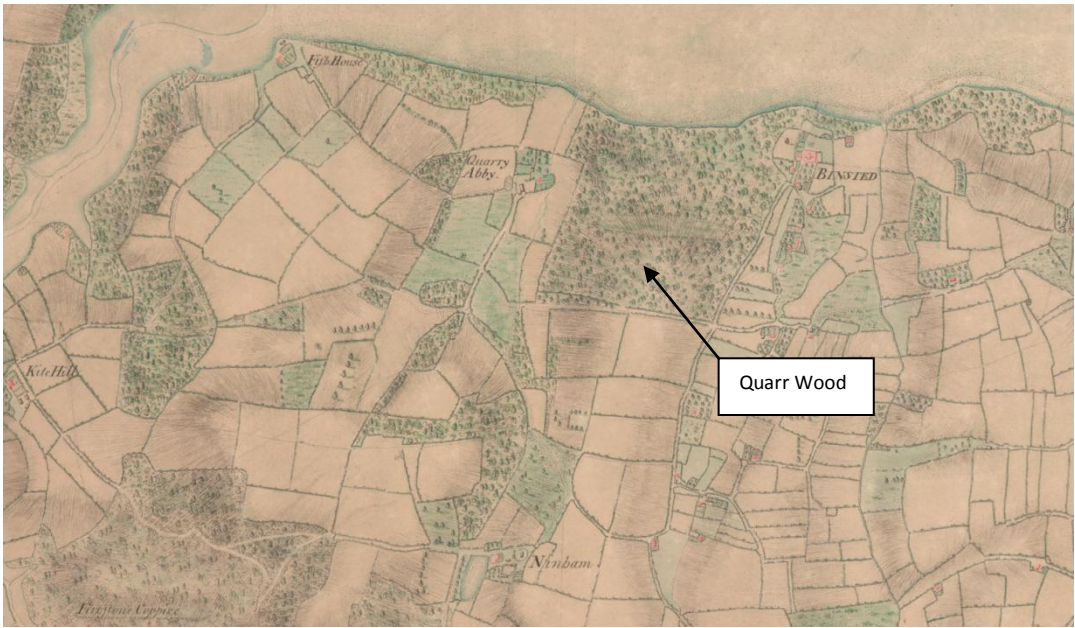 Fish House
Quarry
Abby.
BINSTED
Kite Hill
Quarr Wood
Ninham
Firestone Coppice